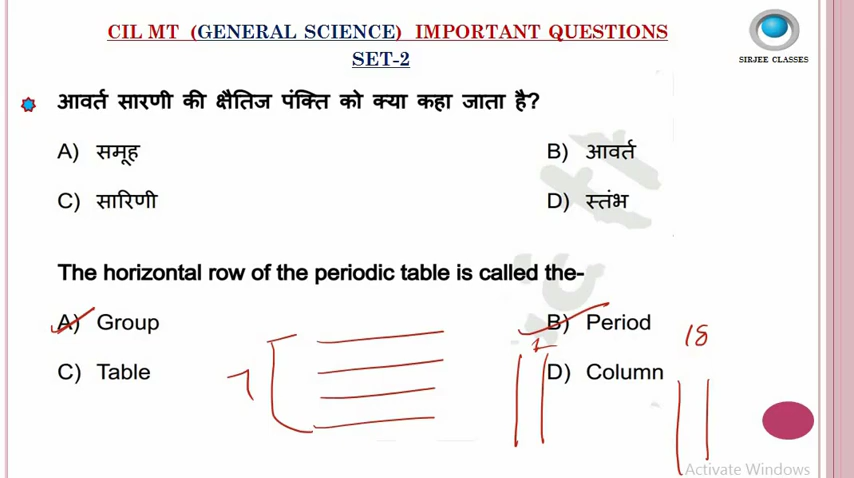 CIL MT (GENERAL SCIENCE) IMPORTANT QUESTIONS
SET-2
SIRJEE CLASSES
आवर्त सारणी की क्षैतिज पंक्ति को क्या कहा जाता है?
A) समूह
B) आवर्त
C) सारिणी
D) स्तंभ
The horizontal row of the periodic table is called the-
A) Group
B) Period
18
C) Table
7
D) Column
Activate Windows